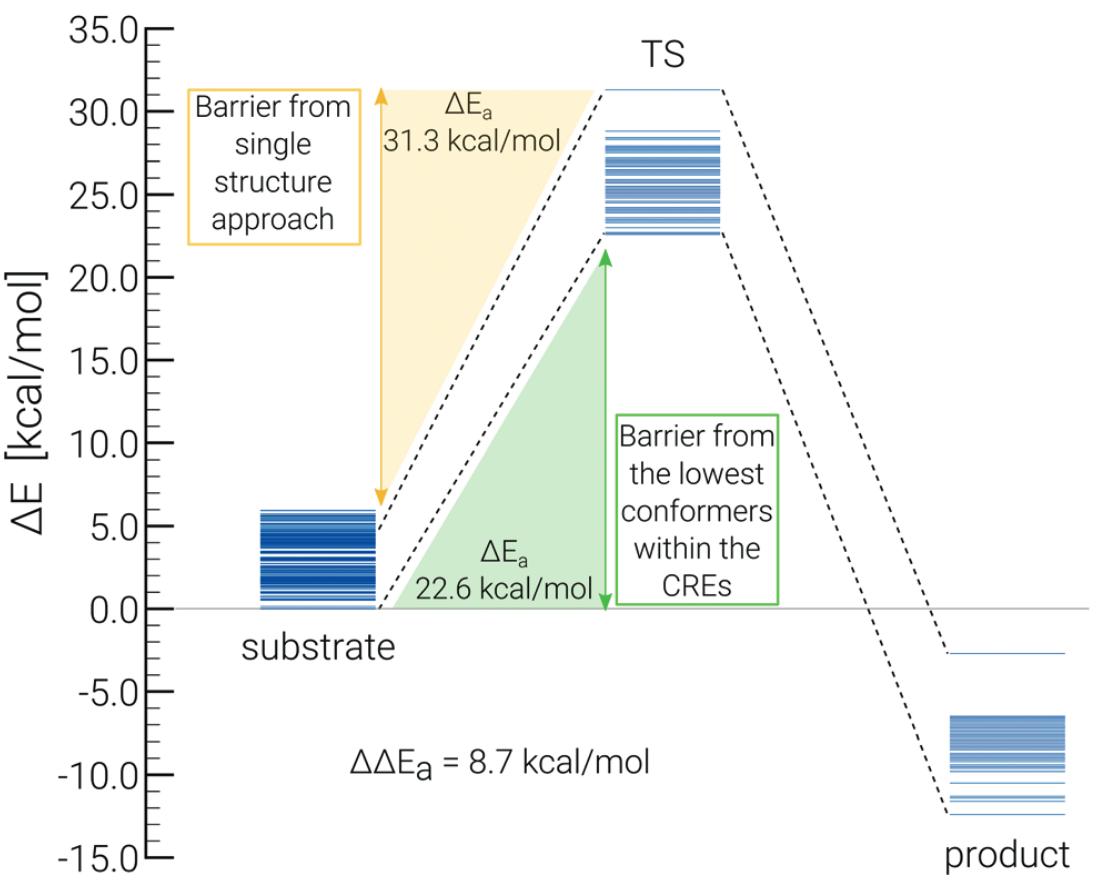 ΔE [kcal/mol]
35.0
30.0
25.0
20.0
15.0
10.0
5.0
0.0
-5.0
-10.0
-15.0
Barrier from
single
structure
approach
ΔEa
31.3 kcal/mol
TS
Barrier from
the lowest
conformers
within the
CREs
ΔEa
22.6 kcal/mol
substrate
ΔΔEa = 8.7 kcal/mol
product